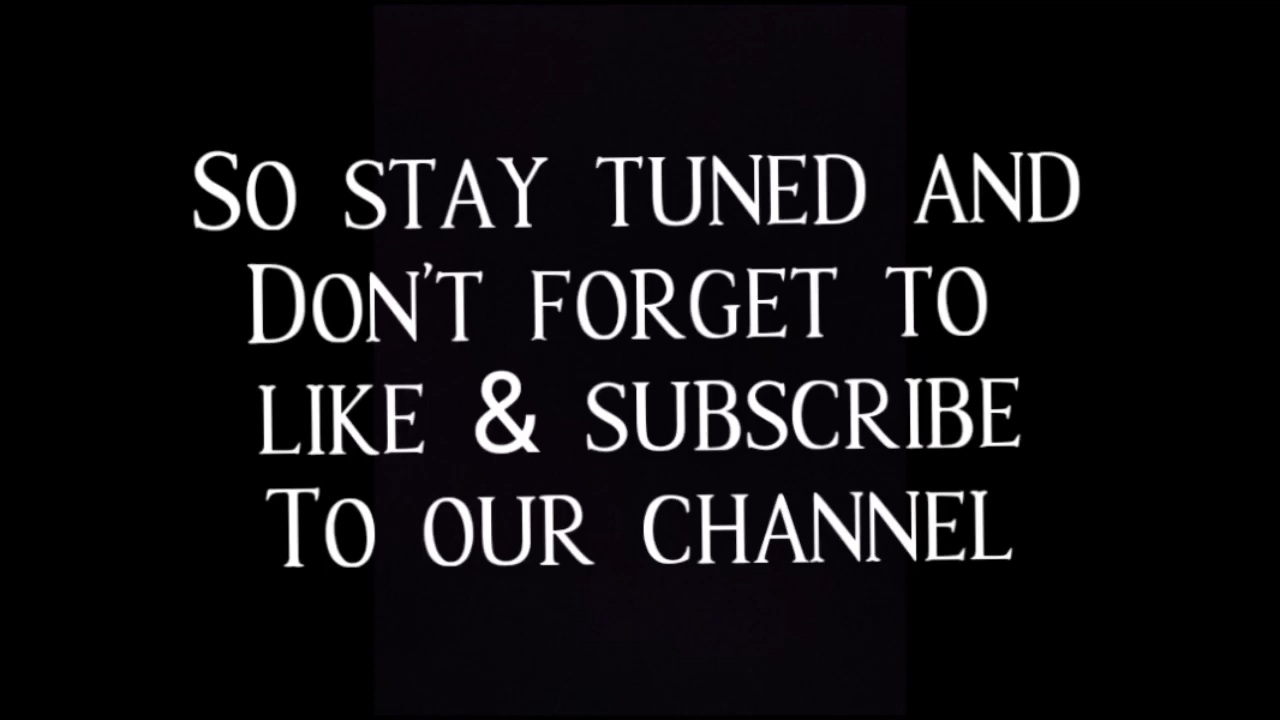 So stay tuned and
Don't forget to
like & subscribe
To our channel